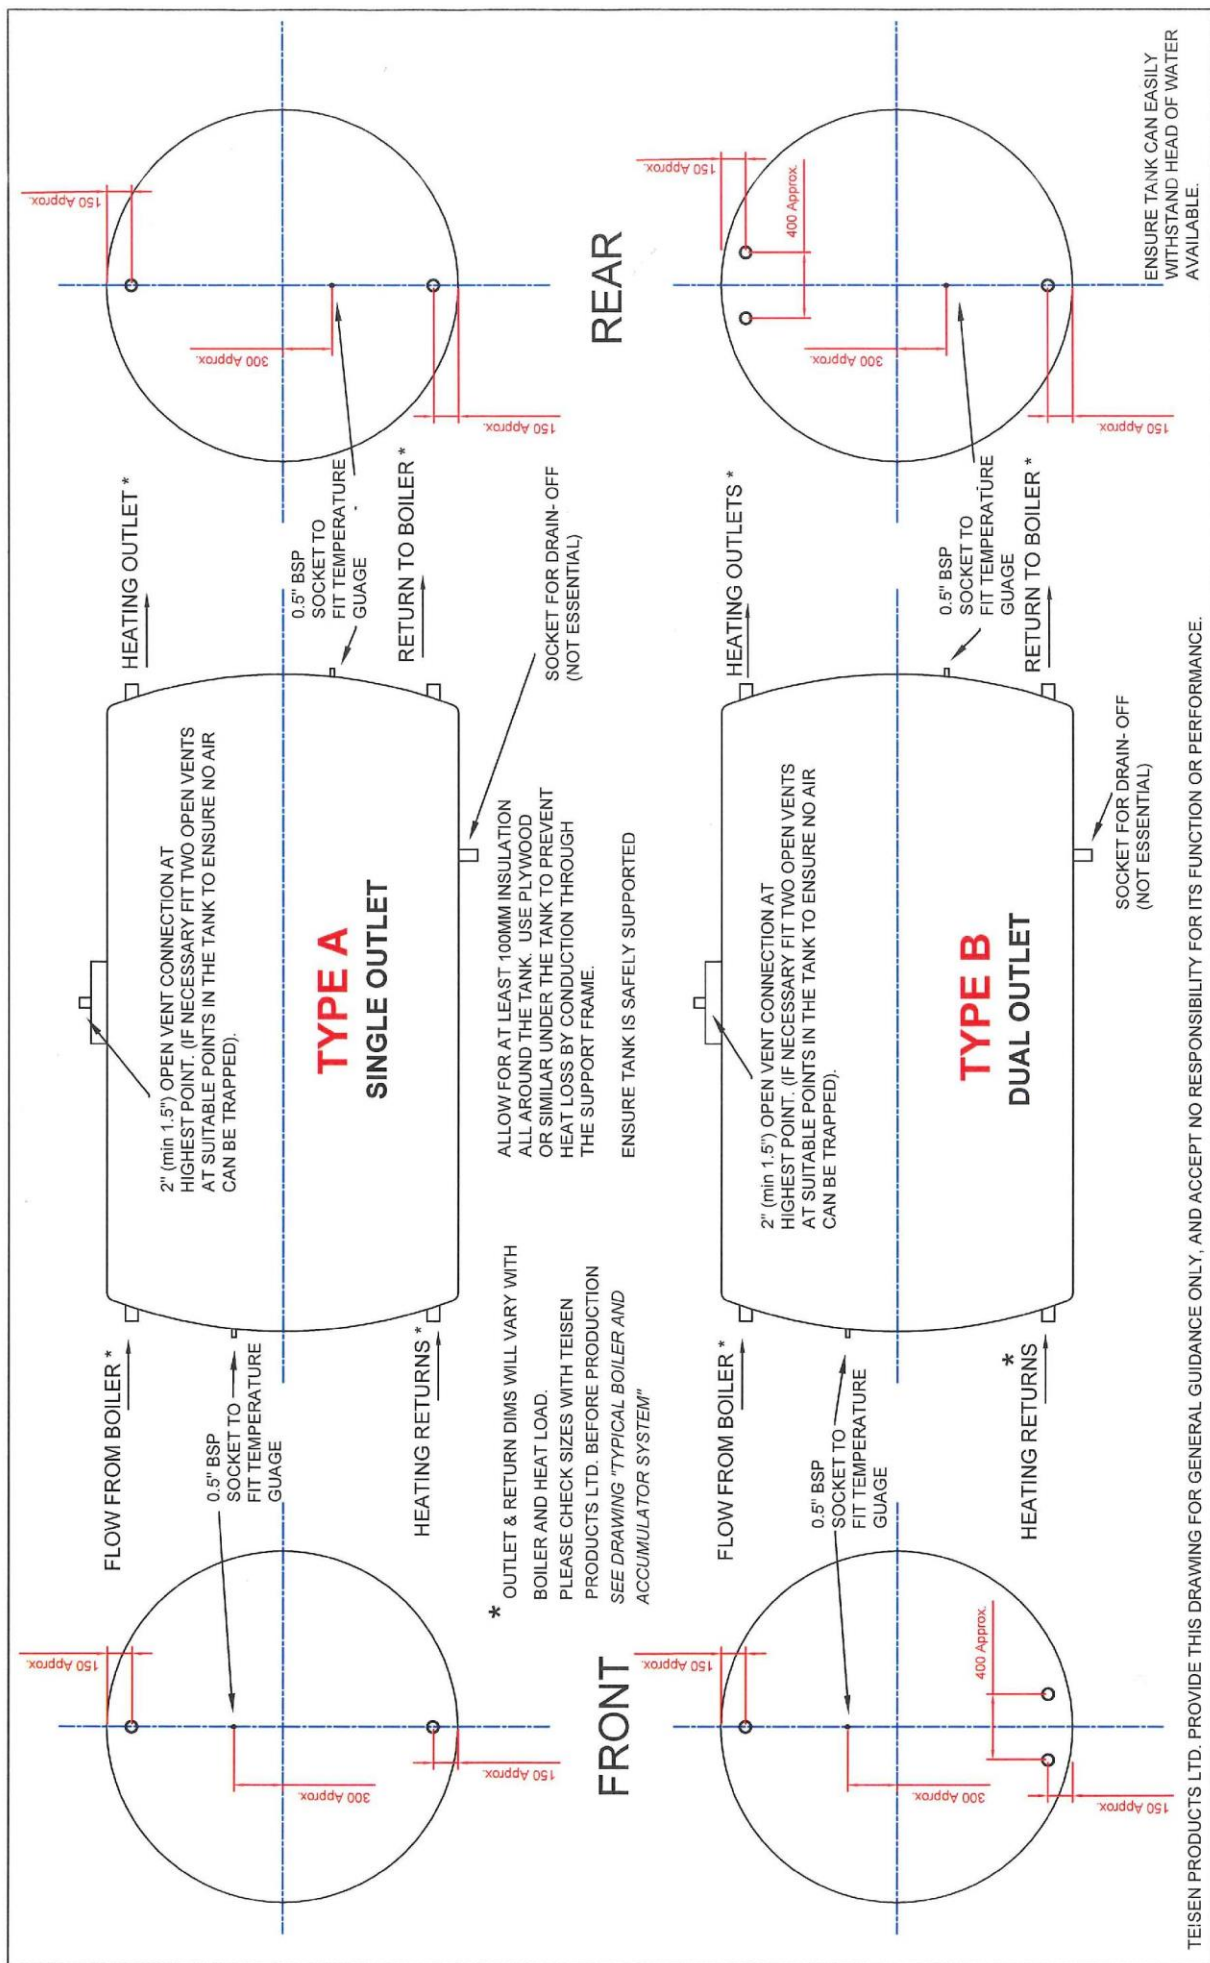 150 Approx.
300 Approx.
150 Approx.
FLOW FROM BOILER *
0.5" BSP
SOCKET TO
FIT TEMPERATURE
GUAGE
HEATING RETURNS *
2" (min 1.5") OPEN VENT CONNECTION AT
HIGHEST POINT. (IF NECESSARY FIT TWO OPEN VENTS
AT SUITABLE POINTS IN THE TANK TO ENSURE NO AIR
CAN BE TRAPPED).
TYPE A
SINGLE OUTLET
HEATING OUTLET *
0.5" BSP
SOCKET TO
FIT TEMPERATURE
GUAGE
RETURN TO BOILER *
SOCKET FOR DRAIN- OFF
(NOT ESSENTIAL)
150 Approx.
300 Approx.
150 Approx.
FRONT
* OUTLET & RETURN DIMS WILL VARY WITH
BOILER AND HEAT LOAD.
PLEASE CHECK SIZES WITH TEISEN
PRODUCTS LTD. BEFORE PRODUCTION
SEE DRAWING "TYPICAL BOILER AND
ACCUMULATOR SYSTEM"
ALLOW FOR AT LEAST 100MM INSULATION
ALL AROUND THE TANK. USE PLYWOOD
OR SIMILAR UNDER THE TANK TO PREVENT
HEAT LOSS BY CONDUCTION THROUGH
THE SUPPORT FRAME.
ENSURE TANK IS SAFELY SUPPORTED
REAR
150 Approx.
400 Approx.
300 Approx.
150 Approx.
FLOW FROM BOILER *
0.5" BSP
SOCKET TO
FIT TEMPERATURE
GUAGE
*
HEATING RETURNS
2" (min 1.5") OPEN VENT CONNECTION AT
HIGHEST POINT. (IF NECESSARY FIT TWO OPEN VENTS
AT SUITABLE POINTS IN THE TANK TO ENSURE NO AIR
CAN BE TRAPPED).
TYPE B
DUAL OUTLET
HEATING OUTLETS *
0.5" BSP
SOCKET TO
FIT TEMPERATURE
GUAGE
RETURN TO BOILER *
SOCKET FOR DRAIN- OFF
(NOT ESSENTIAL)
150 Approx.
400 Approx.
300 Approx.
150 Approx.
ENSURE TANK CAN EASILY
WITHSTAND HEAD OF WATER
AVAILABLE.
TEISEN PRODUCTS LTD. PROVIDE THIS DRAWING FOR GENERAL GUIDANCE ONLY, AND ACCEPT NO RESPONSIBILITY FOR ITS FUNCTION OR PERFORMANCE.